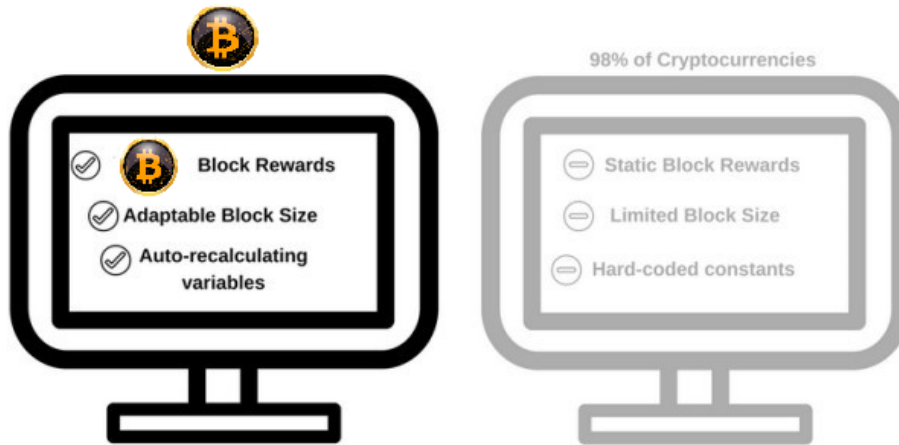 98% of Cryptocurrencies
Block Rewards
Adaptable Block Size
Auto-recalculating
variables
Static Block Rewards
Limited Block Size
Hard-coded constants